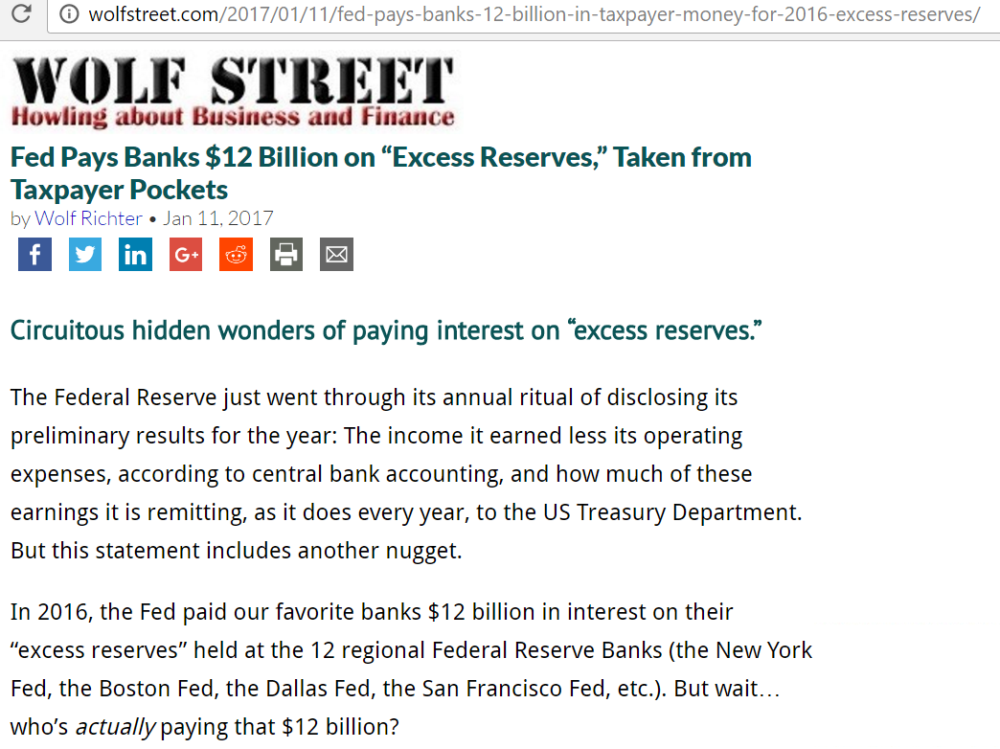 wolfstreet.com/2017/01/11/fed-pays-banks-12-billion-in-taxpayer-money-for-2016-excess-reserves/
WOLF STREET
Howling about Business and Finance
Fed Pays Banks $12 Billion on “Excess Reserves,” Taken from
Taxpayer Pockets
by Wolf Richter • Jan 11, 2017
f in G+
Circuitous hidden wonders of paying interest on “excess reserves.”
The Federal Reserve just went through its annual ritual of disclosing its
preliminary results for the year: The income it earned less its operating
expenses, according to central bank accounting, and how much of these
earnings it is remitting, as it does every year, to the US Treasury Department.
But this statement includes another nugget.
In 2016, the Fed paid our favorite banks $12 billion in interest on their
“excess reserves” held at the 12 regional Federal Reserve Banks (the New York
Fed, the Boston Fed, the Dallas Fed, the San Francisco Fed, etc.). But wait…
who’s actually paying that $12 billion?